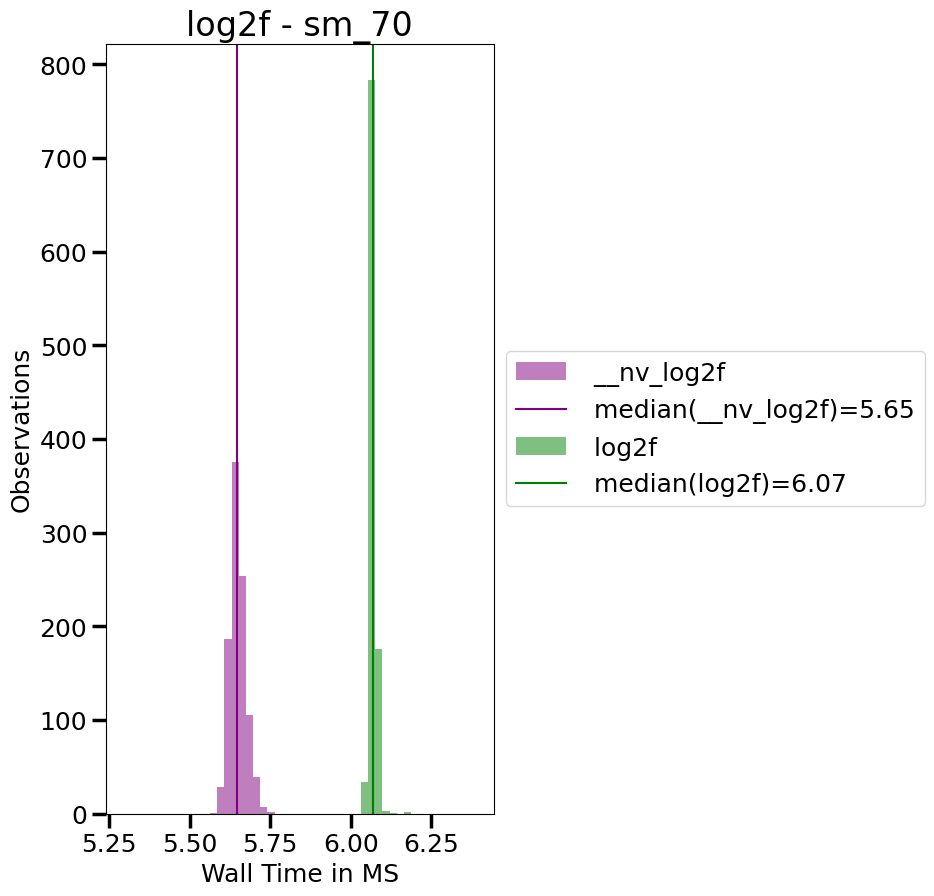 log2f - sm_70
800
700
600
500
400
300
200
100
0
Observations
5.25 5.50 5.75 6.00 6.25
Wall Time in MS
__nv_log2f
median(__nv_log2f)=5.65
log2f
median(log2f)=6.07